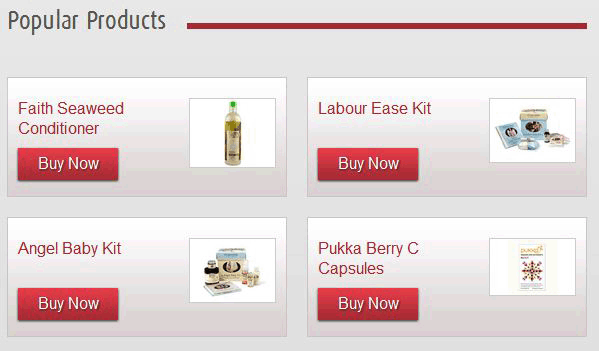 Popular Products
Faith Seaweed
Conditioner
Buy Now
Labour Ease Kit
Buy Now
Angel Baby Kit
Buy Now
Pukka Berry C
Capsules
Buy Now
pukka